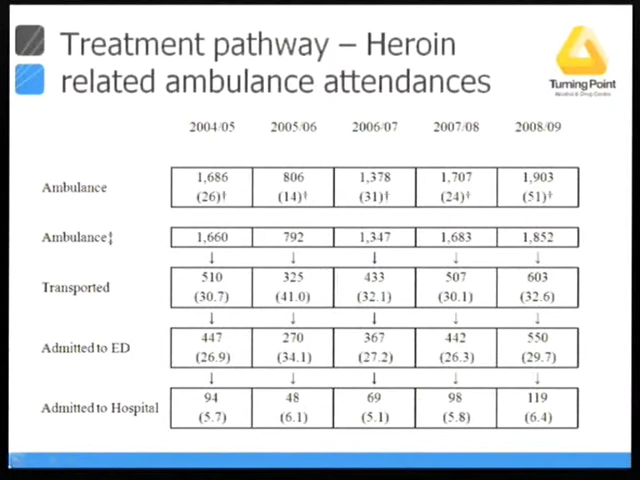 Treatment pathway – Heroin
related ambulance attendances
Turning Point
Alcohol & Drug Centre
2004/05 2005/06 2006/07 2007/08 2008/09
Ambulance 1,686 806 1,378 1,707 1,903
(26)† (14)† (31)† (24)† (51)†
Ambulance‡ 1,660 792 1,347 1,683 1,852
↓ ↓ ↓ ↓ ↓
Transported 510 325 433 507 603
(30.7) (41.0) (32.1) (30.1) (32.6)
↓ ↓ ↓ ↓ ↓
Admitted to ED 447 270 367 442 550
(26.9) (34.1) (27.2) (26.3) (29.7)
↓ ↓ ↓ ↓ ↓
Admitted to Hospital 94 48 69 98 119
(5.7) (6.1) (5.1) (5.8) (6.4)